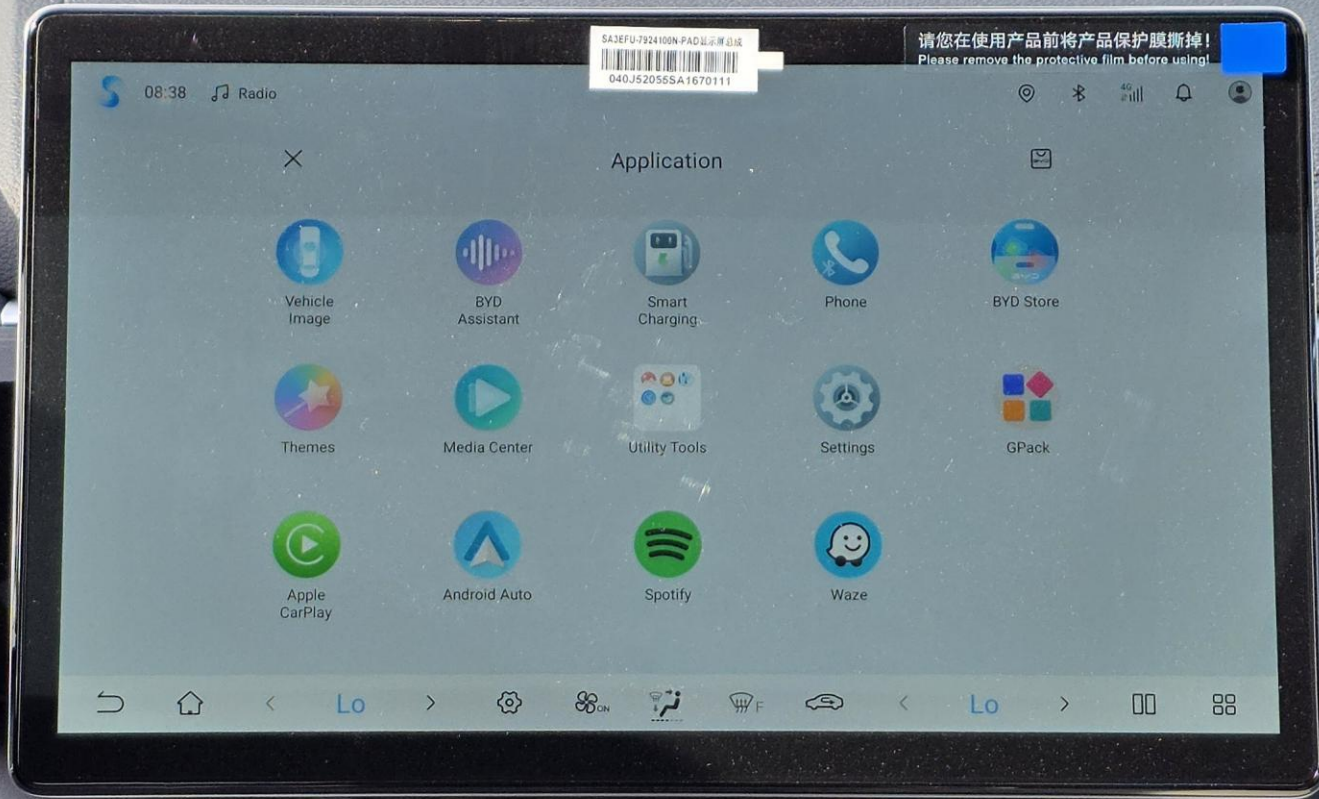 SA3EFU-7924100N-PAD显示屏总成
040J52055SA1670111
请您在使用产品前将产品保护膜撕掉!
Please remove the protective film before using!
08:38
Radio
4G
Application
Vehicle
Image
BYD
Assistant
Smart
Charging
Phone
BYD Store
Themes
Media Center
Utility Tools
Settings
GPack
Apple
CarPlay
Android Auto
Spotify
Waze
Lo
ON
F
Lo